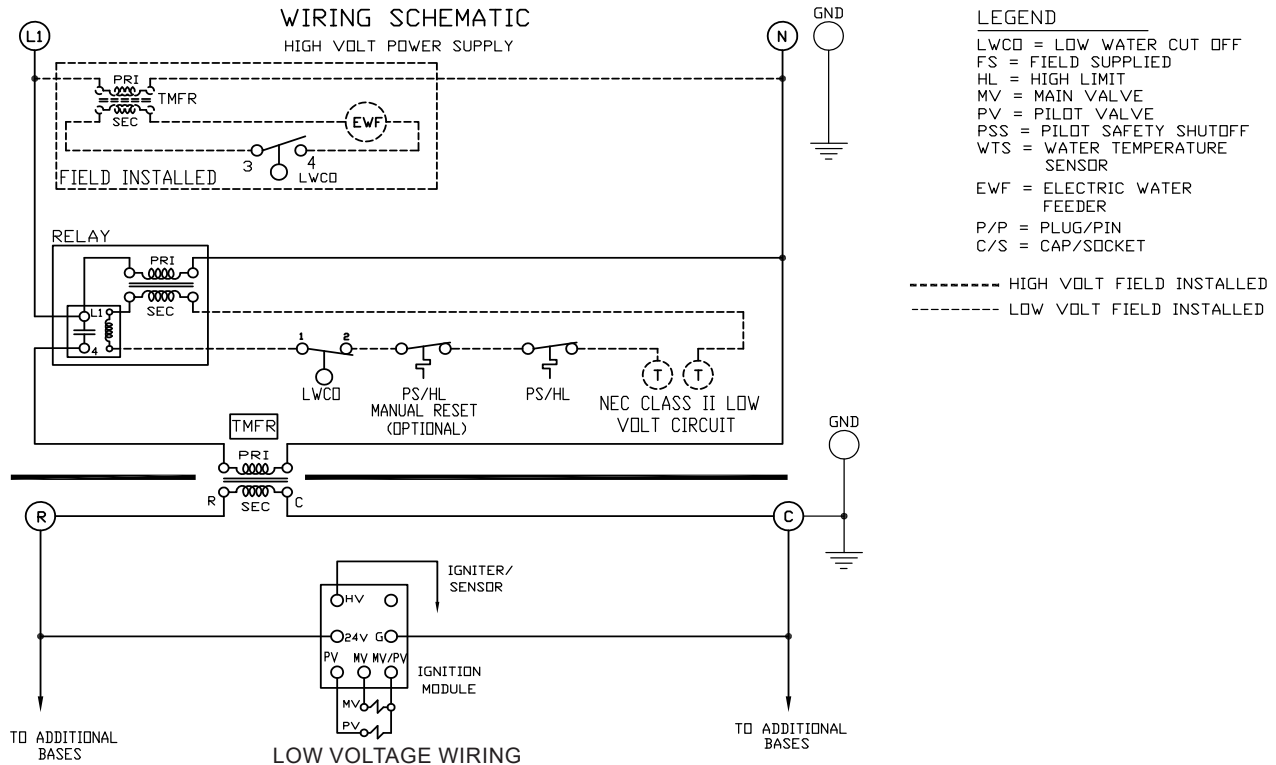 WIRING SCHEMATIC
HIGH VOLT POWER SUPPLY
L1
N
GND
PRI
TMFR
SEC
EWF
3
4
LWCO
FIELD INSTALLED
RELAY
PRI
SEC
L1
4
1
2
LWCO
PS/HL
MANUAL RESET
(OPTIONAL)
PS/HL
T
T
NEC CLASS II LOW
VOLT CIRCUIT
TMFR
PRI
R
SEC
C
GND
R
C
IGNITER/
SENSOR
HV
24V
G
PV
MV
MV/PV
IGNITION
MODULE
MV
PV
TO ADDITIONAL
BASES
TO ADDITIONAL
BASES
LOW VOLTAGE WIRING
LEGEND
LWCO = LOW WATER CUT OFF
FS = FIELD SUPPLIED
HL = HIGH LIMIT
MV = MAIN VALVE
PV = PILOT VALVE
PSS = PILOT SAFETY SHUTOFF
WTS = WATER TEMPERATURE
SENSOR
EWF = ELECTRIC WATER
FEEDER
P/P = PLUG/PIN
C/S = CAP/SOCKET
HIGH VOLT FIELD INSTALLED
LOW VOLT FIELD INSTALLED